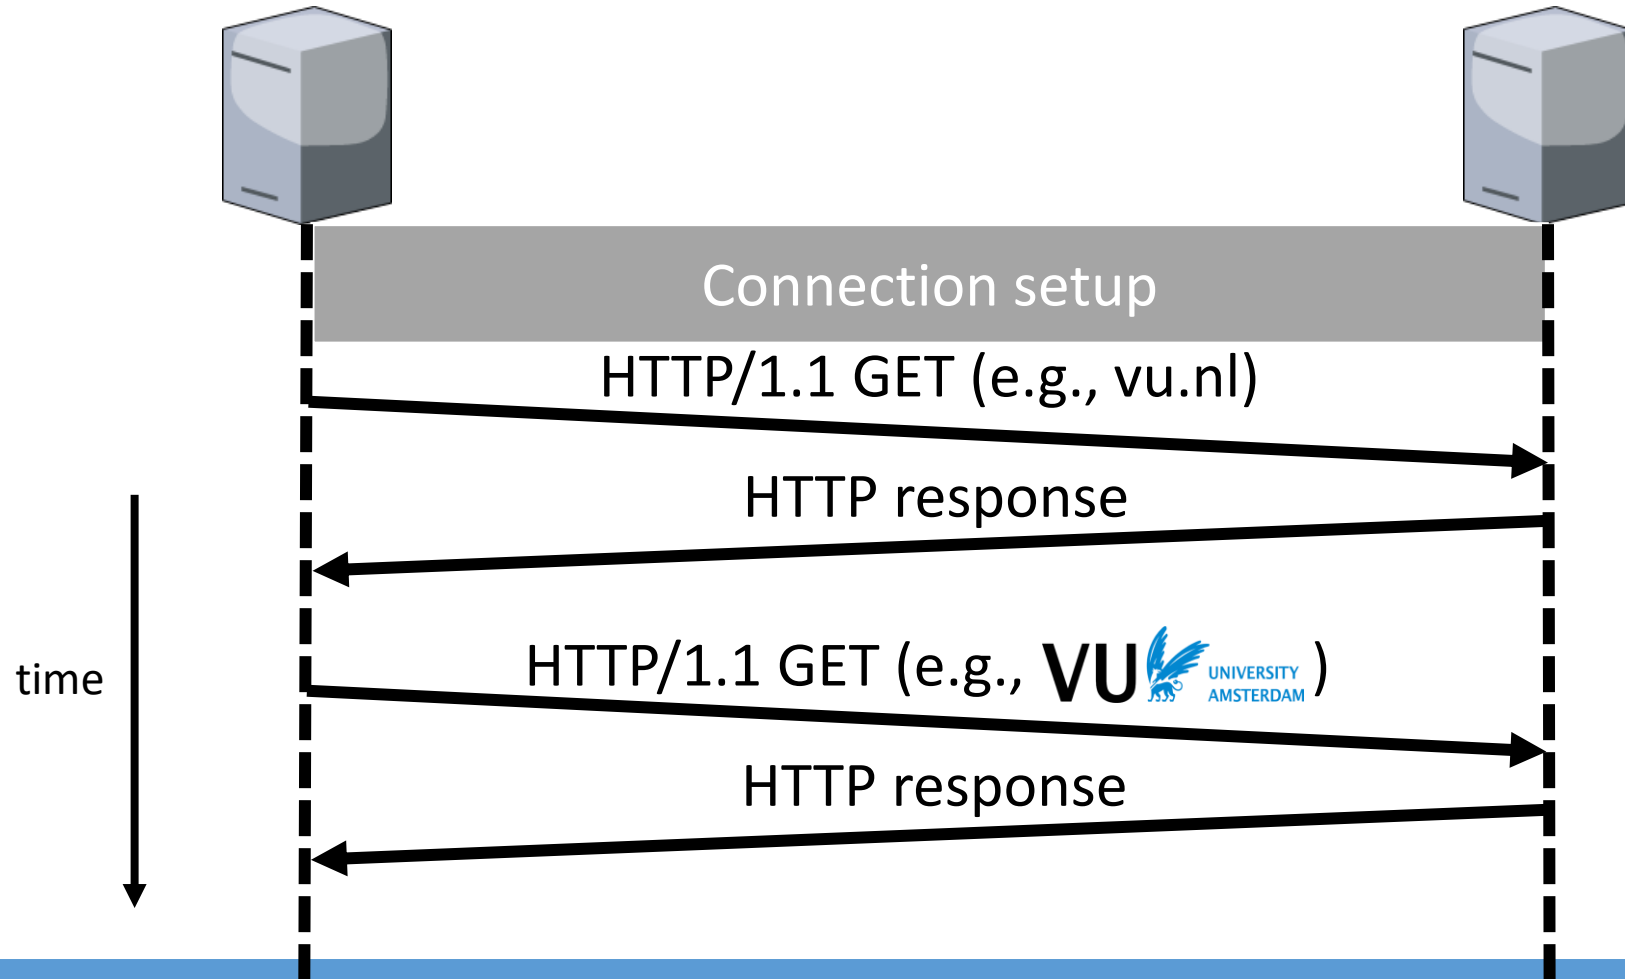 Connection setup
HTTP/1.1 GET (e.g., vu.nl)
HTTP response
time
HTTP/1.1 GET (e.g., VU UNIVERSITY AMSTERDAM )
HTTP response